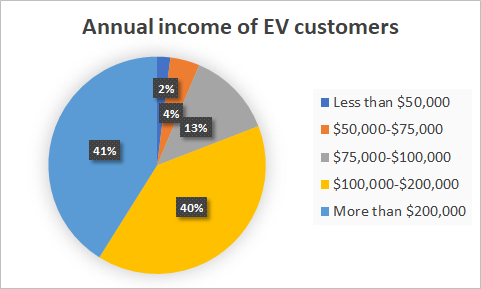 Annual income of EV customers
2%
4%
13%
41%
40%
Less than $50,000
$50,000-$75,000
$75,000-$100,000
$100,000-$200,000
More than $200,000